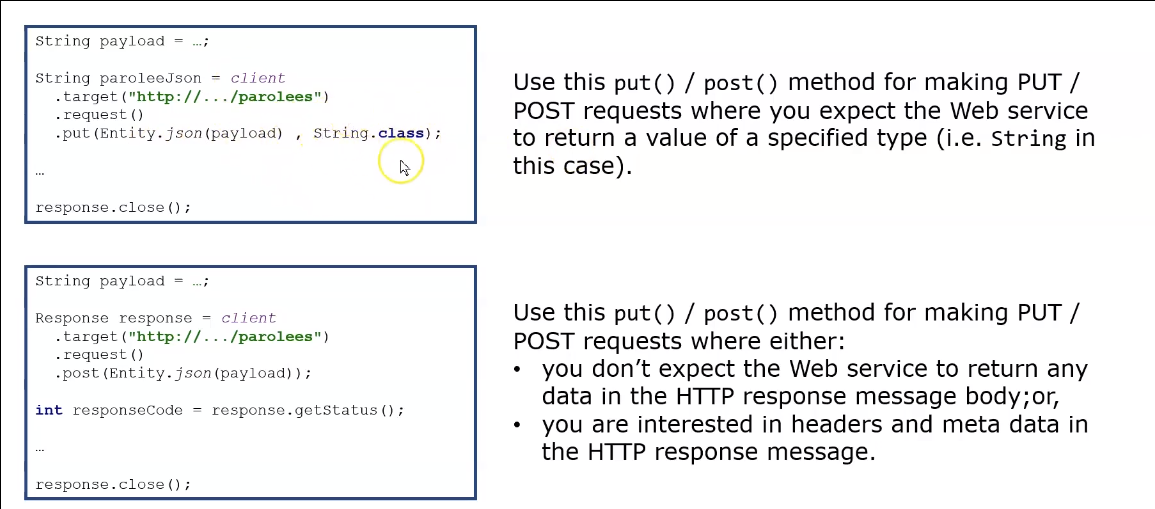 String payload = …;
String paroleeJson = client
.target("http://.../parolees")
.request()
.put(Entity.json(payload) , String.class);
…
response.close();
Use this put() / post() method for making PUT /
POST requests where you expect the Web service
to return a value of a specified type (i.e. String in
this case).
String payload = …;
Response response = client
.target("http://.../parolees")
.request()
.post(Entity.json(payload));
int responseCode = response.getStatus();
…
response.close();
Use this put() / post() method for making PUT /
POST requests where either:
• you don’t expect the Web service to return any
data in the HTTP response message body;or,
• you are interested in headers and meta data in
the HTTP response message.